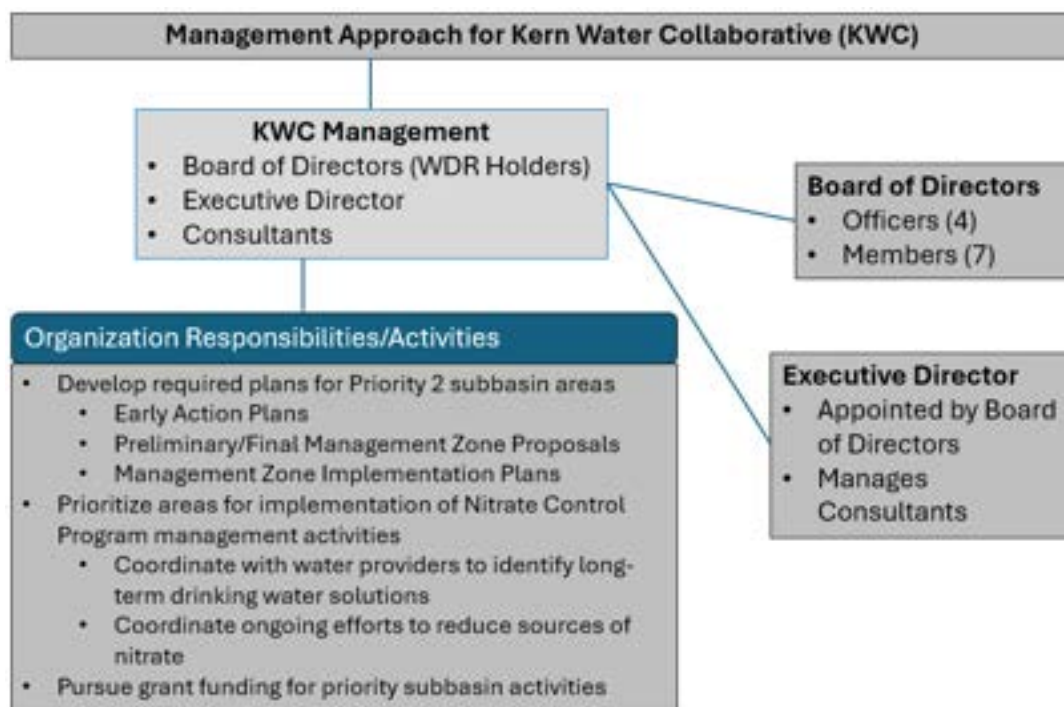 Management Approach for Kern Water Collaborative (KWC)
KWC Management
• Board of Directors (WDR Holders)
• Executive Director
• Consultants
Board of Directors
• Officers (4)
• Members (7)
Organization Responsibilities/Activities
• Develop required plans for Priority 2 subbasin areas
• Early Action Plans
• Preliminary/Final Management Zone Proposals
• Management Zone Implementation Plans
• Prioritize areas for implementation of Nitrate Control
Program management activities
• Coordinate with water providers to identify long-
term drinking water solutions
• Coordinate ongoing efforts to reduce sources of
nitrate
• Pursue grant funding for priority subbasin activities
Executive Director
• Appointed by Board
of Directors
• Manages
Consultants